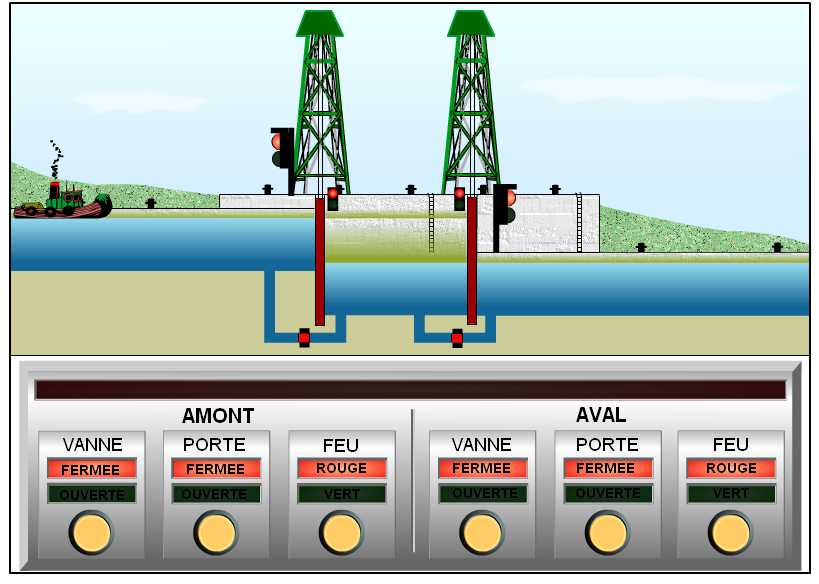 AMONT
AVAL
VANNE
PORTE
FEU
VANNE
PORTE
FEU
FERMEE
FERMEE
ROUGE
FERMEE
FERMEE
ROUGE
OUVERTE
OUVERTE
VERT
OUVERTE
OUVERTE
VERT